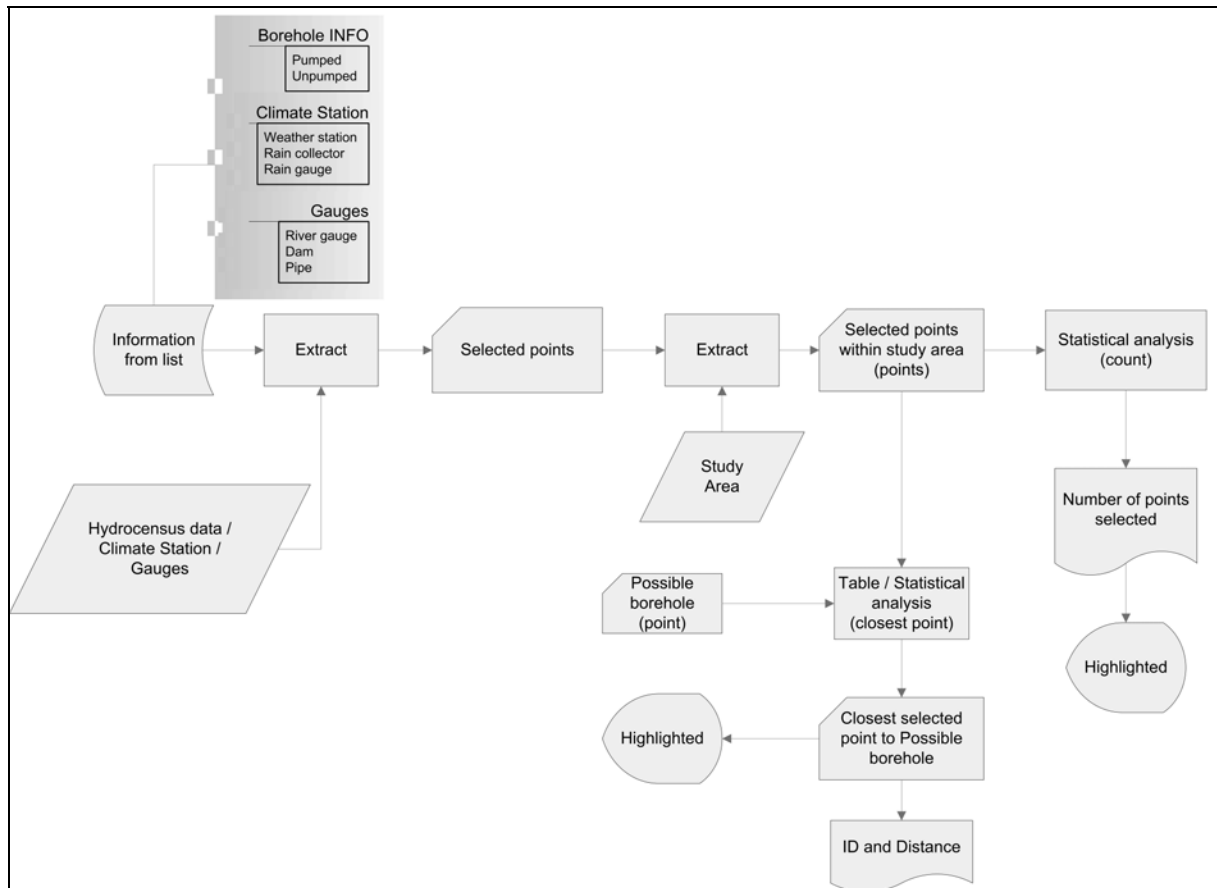 Borehole INFO
Pumped
Unpumped
Climate Station
Weather station
Rain collector
Rain gauge
Gauges
River gauge
Dam
Pipe
Information
from list
Extract
Selected points
Extract
Selected points
within study area
(points)
Statistical analysis
(count)
Study
Area
Number of points
selected
Hydrocensus data /
Climate Station /
Gauges
Possible
borehole
(point)
Table / Statistical
analysis
(closest point)
Highlighted
Highlighted
Closest selected
point to Possible
borehole
ID and Distance